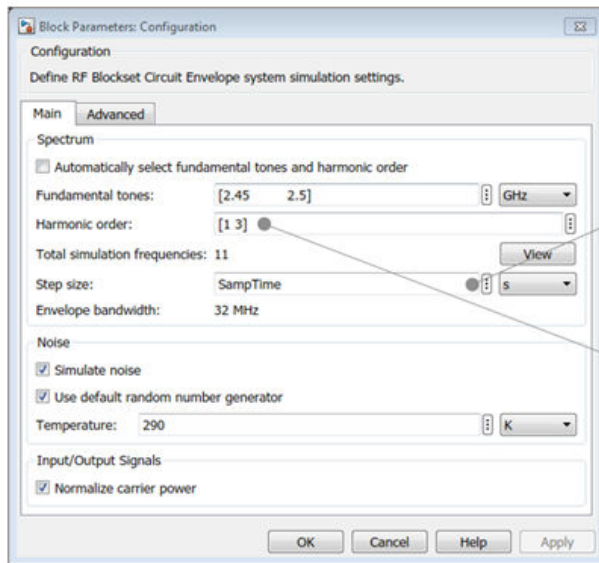 Block Parameters: Configuration
Configuration
Define RF Blockset Circuit Envelope system simulation settings.
Main Advanced
Spectrum
Automatically select fundamental tones and harmonic order
Fundamental tones: [2.45 2.5] GHz
Harmonic order: [1 3]
Total simulation frequencies: 11 View
Step size: SampTime s
Envelope bandwidth: 32 MHz
Noise
Simulate noise
Use default random number generator
Temperature: 290 K
Input/Output Signals
Normalize carrier power
OK Cancel Help Apply